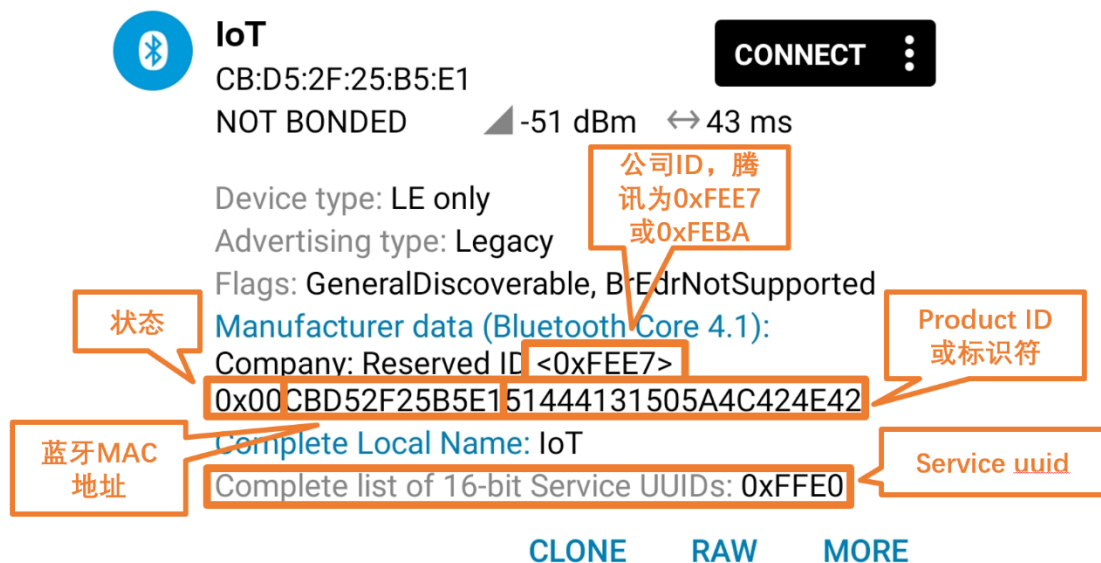 IoT
CB:D5:2F:25:B5:E1
CONNECT
NOT BONDED -51 dBm 43 ms
公司ID，腾
讯为0xFEE7
或0xFEBA
Device type: LE only
Advertising type: Legacy
Flags: GeneralDiscoverable, BrEdrNotSupported
状态
Manufacturer data (Bluetooth Core 4.1):
Product ID
或标识符
Company: Reserved ID <0xFEE7>
0x00CBD52F25B5E151444131505A4C424E42
蓝牙MAC
地址
Complete Local Name: IoT
Service uuid
Complete list of 16-bit Service UUIDs: 0xFFE0
CLONE RAW MORE